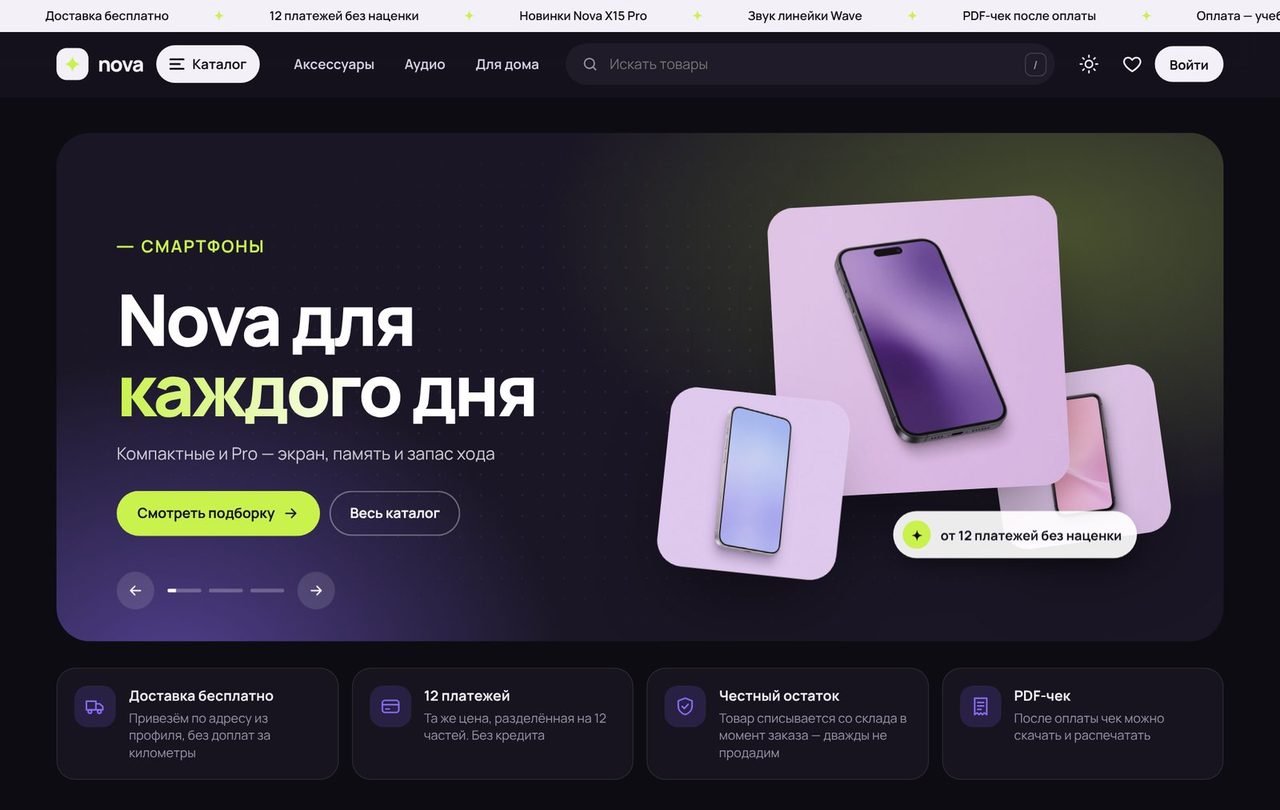 Доставка бесплатно ✦ 12 платежей без наценки ✦ Новинки Nova X15 Pro ✦ Звук линейки Wave ✦ PDF-чек после оплаты ✦ Оплата — учеб
nova Каталог Аксессуары Аудио Для дома Искать товары / Войти
— СМАРТФОНЫ
Nova для
каждого дня
Компактные и Pro — экран, память и запас хода
Смотреть подборку → Весь каталог
от 12 платежей без наценки
Доставка бесплатно
Привезём по адресу из
профиля, без доплат за
километры
12 платежей
Та же цена, разделённая на 12
частей. Без кредита
Честный остаток
Товар списывается со склада в
момент заказа — дважды не
продадим
PDF-чек
После оплаты чек можно
скачать и распечатать